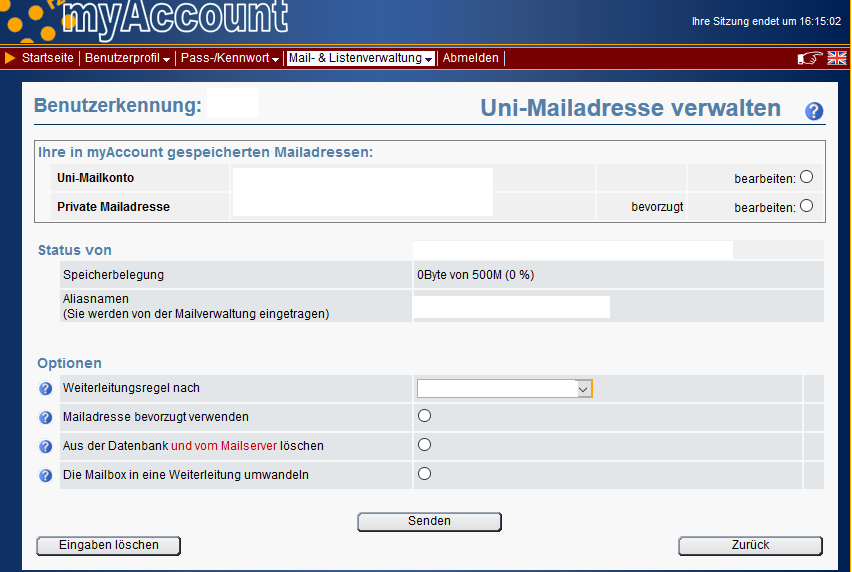 myAccount
Ihre Sitzung endet um 16:15:02
Startseite Benutzerprofil Pass-/Kennwort Mail- & Listenverwaltung Abmelden
Benutzerkennung:
Uni-Mailadresse verwalten ?
Ihre in myAccount gespeicherten Mailadressen:
Uni-Mailkonto bearbeiten:
Private Mailadresse bevorzugt bearbeiten:
Status von
Speicherbelegung 0Byte von 500M (0 %)
Aliasnamen
(Sie werden von der Mailverwaltung eingetragen)
Optionen
? Weiterleitungsregel nach
? Mailadresse bevorzugt verwenden
? Aus der Datenbank und vom Mailserver löschen
? Die Mailbox in eine Weiterleitung umwandeln
Senden
Eingaben löschen Zurück